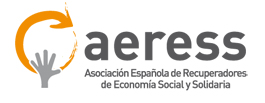 aeress
Asociación Española de Recuperadores
de Economía Social y Solidaria